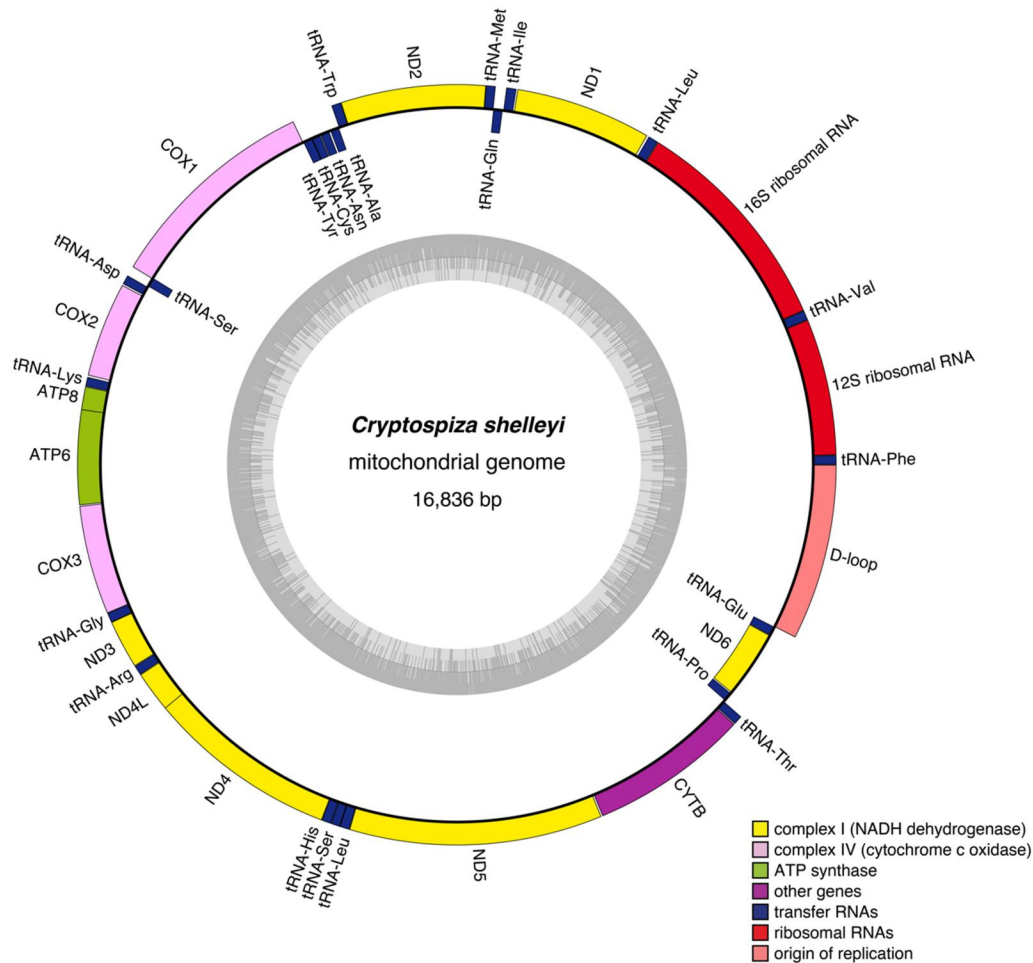 tRNA-Trp
ND2
tRNA-Met
tRNA-Ile
ND1
tRNA-Leu
16S ribosomal RNA
tRNA-Val
12S ribosomal RNA
tRNA-Phe
D-loop
tRNA-Glu
ND6
tRNA-Pro
tRNA-Thr
CYTB
ND5
tRNA-Leu
tRNA-Ser
tRNA-His
ND4
ND4L
tRNA-Arg
ND3
tRNA-Gly
COX3
ATP6
ATP8
tRNA-Lys
COX2
tRNA-Asp
tRNA-Ser
COX1
tRNA-Tyr
tRNA-Cys
tRNA-Asn
tRNA-Ala
tRNA-Gln
Cryptospiza shelleyi
mitochondrial genome
16,836 bp
complex I (NADH dehydrogenase)
complex IV (cytochrome c oxidase)
ATP synthase
other genes
transfer RNAs
ribosomal RNAs
origin of replication